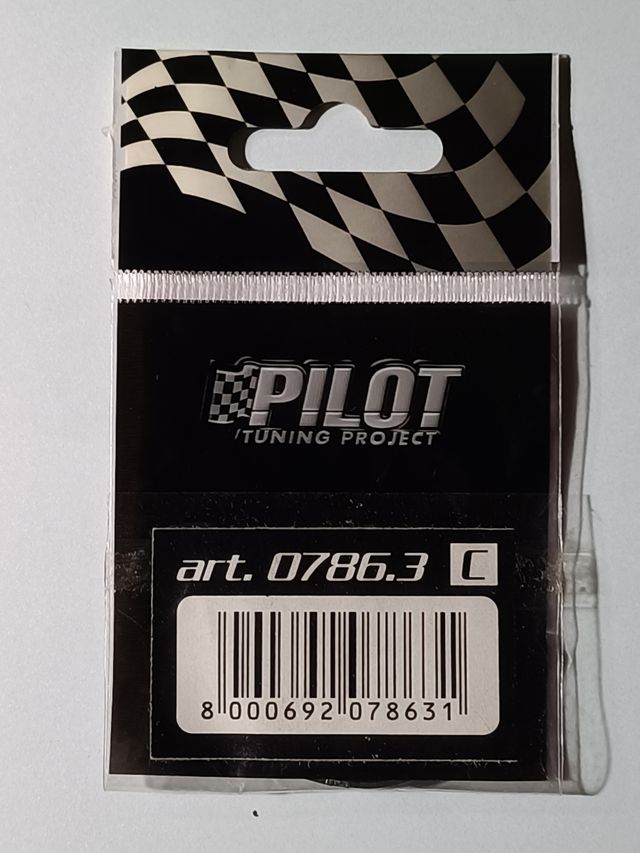 PILOT
TUNING PROJECT
art. 0786.3 C
8 000692 078631